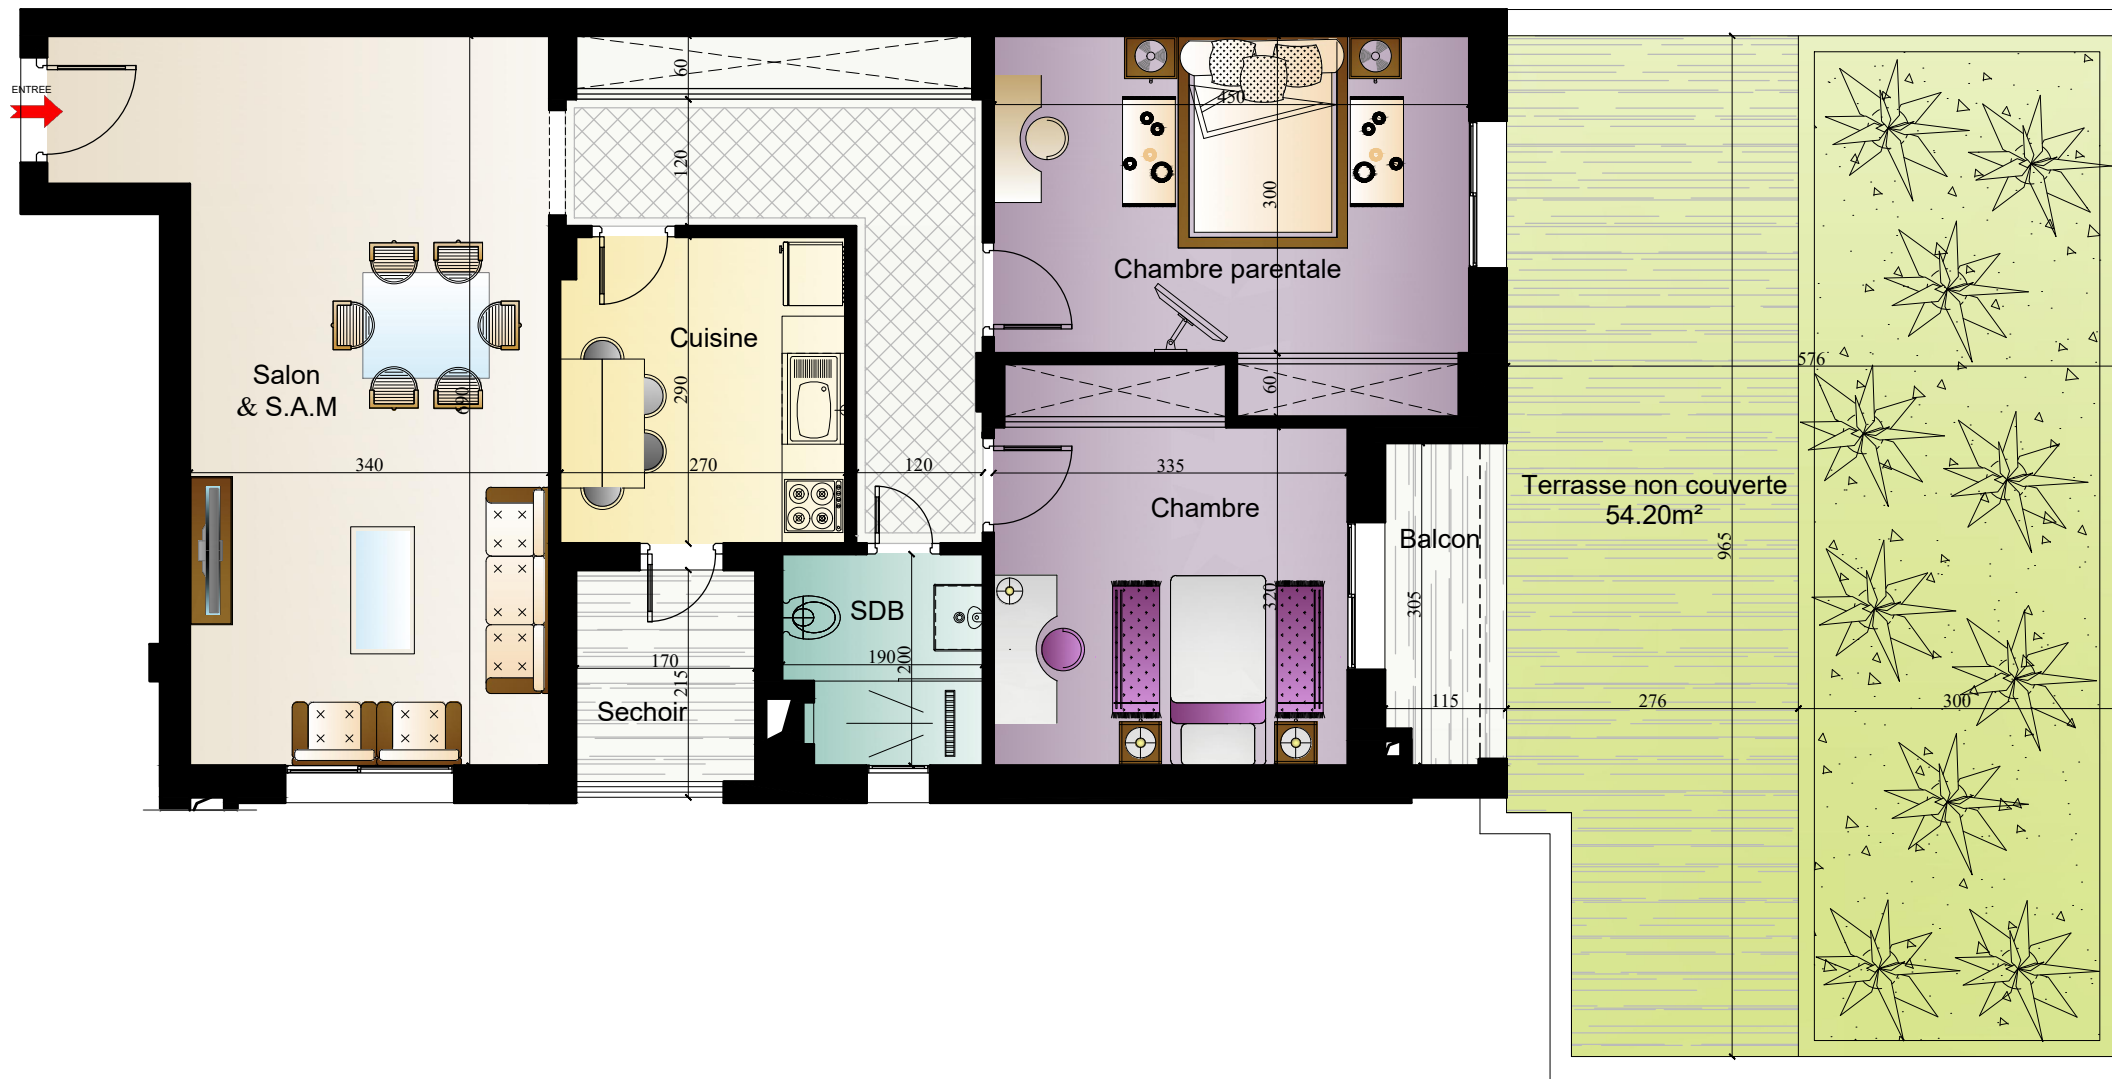 ENTREE
60
120
450
300
Chambre parentale
Cuisine
Salon
& S.A.M
690
290
60
576
340
270
120
335
Chambre
Terrasse non couverte
54.20m²
Balcon
965
320
305
SDB
190
200
170
215
Sechoir
115
276
300